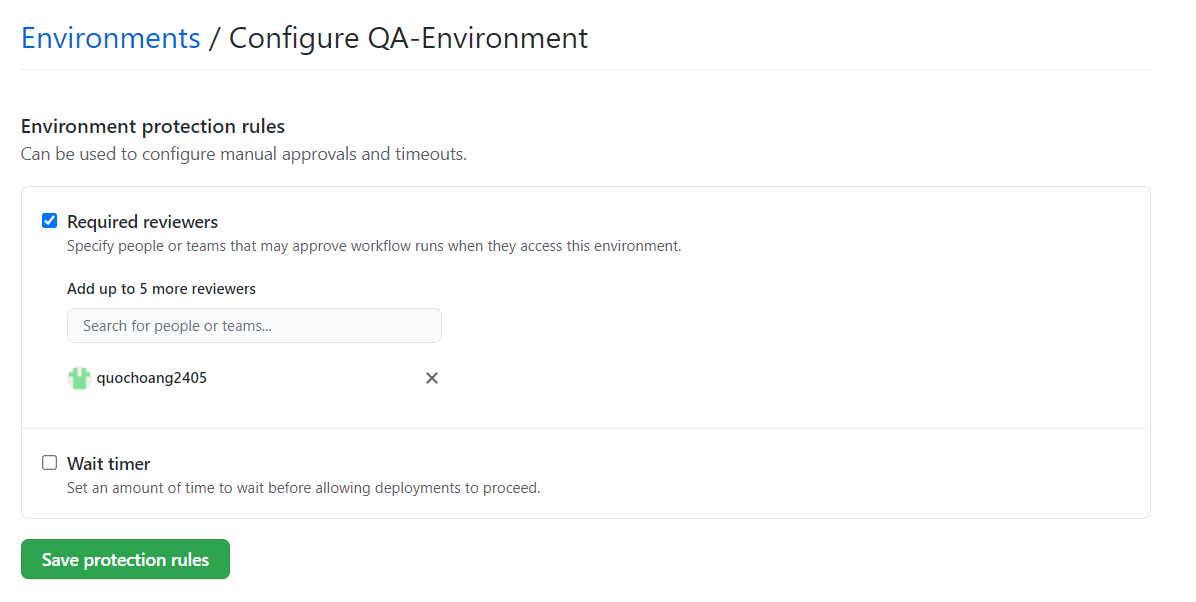 Environments / Configure QA-Environment
Environment protection rules
Can be used to configure manual approvals and timeouts.
Required reviewers
Specify people or teams that may approve workflow runs when they access this environment.
Add up to 5 more reviewers
Search for people or teams...
quochoang2405
Wait timer
Set an amount of time to wait before allowing deployments to proceed.
Save protection rules